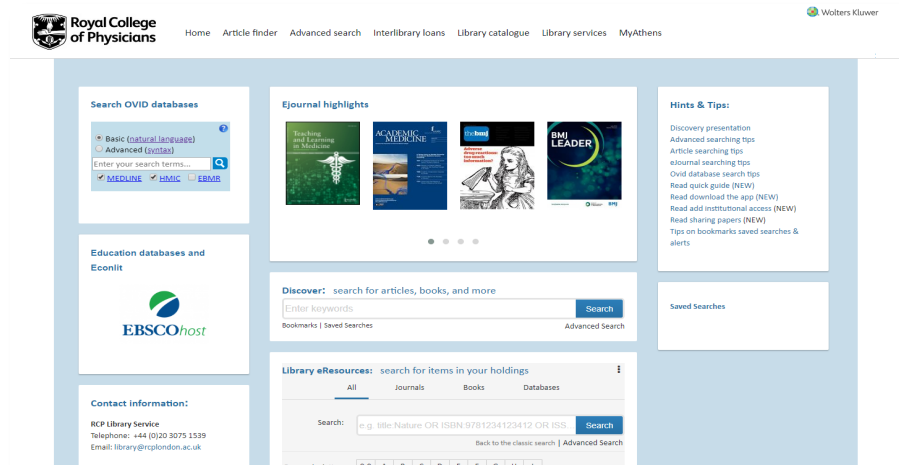 Royal College
of Physicians
Wolters Kluwer
Home Article finder Advanced search Interlibrary loans Library catalogue Library services MyAthens
Search OVID databases
Basic (natural language)
Advanced (syntax)
Enter your search terms...
MEDLINE HMIC EBMR
Education databases and
Econlit
EBSCOhost
Contact information:
RCP Library Service
Telephone: +44 (0)20 3075 1539
Email: library@rcplondon.ac.uk
Ejournal highlights
Teaching
and Learning
in Medicine
ACADEMIC
MEDICINE
thebmj
Adverse
drug reactions:
too much
information?
BMJ
LEADER
BMJ
Discover: search for articles, books, and more
Enter keywords
Search
Bookmarks | Saved Searches
Advanced Search
Library eResources: search for items in your holdings
All Journals Books Databases
Search:
e.g. title:Nature OR ISBN:9781234123412 OR ISS...
Search
Back to the classic search | Advanced Search
Hints & Tips:
Discovery presentation
Advanced searching tips
Article searching tips
eJournal searching tips
Ovid database search tips
Read quick guide (NEW)
Read download the app (NEW)
Read add institutional access (NEW)
Read sharing papers (NEW)
Tips on bookmarks saved searches &
alerts
Saved Searches